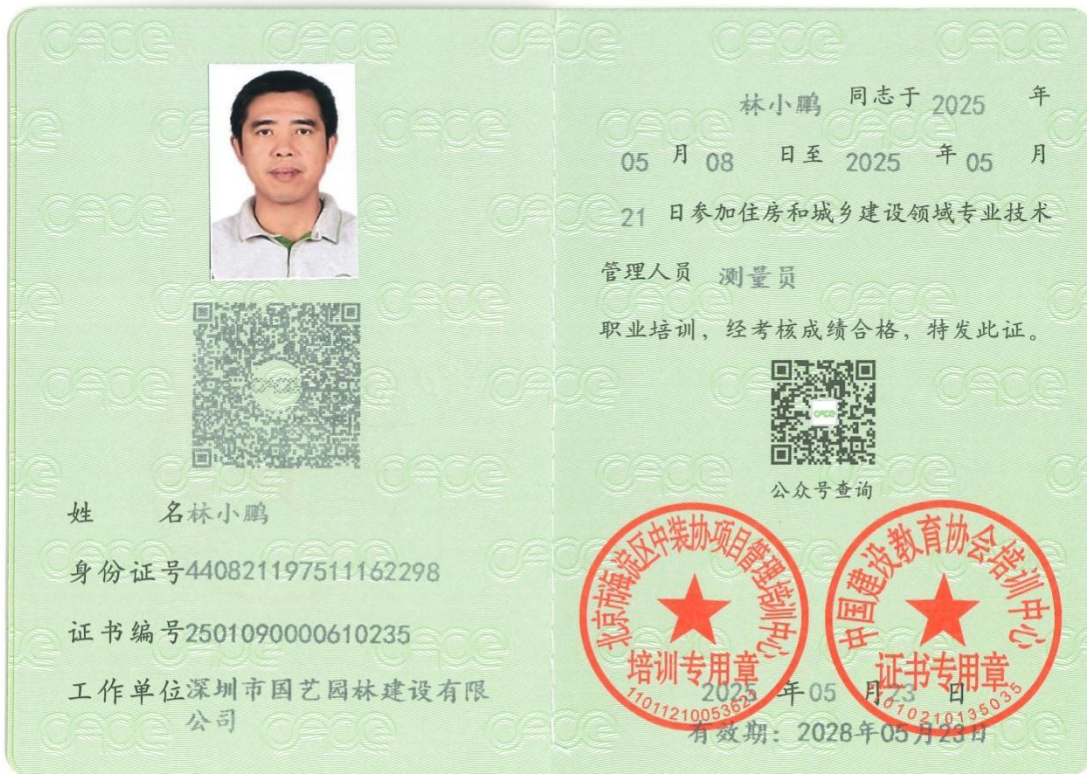 姓 名林小鹏
身份证号440821197511162298
证书编号2501090000610235
工作单位深圳市国艺园林建设有限
公司
林小鹏 同志于 2025 年
05 月 08 日至 2025 年 05 月
21 日参加住房和城乡建设领域专业技术
管理人员 测量员
职业培训，经考核成绩合格，特发此证。
公众号查询
北京市海淀区中装协项目管理培训中心
培训专用章
中国建设教育协会培训中心
证书专用章
2025 年 05 月 23 日
有效期：2028年05月23日